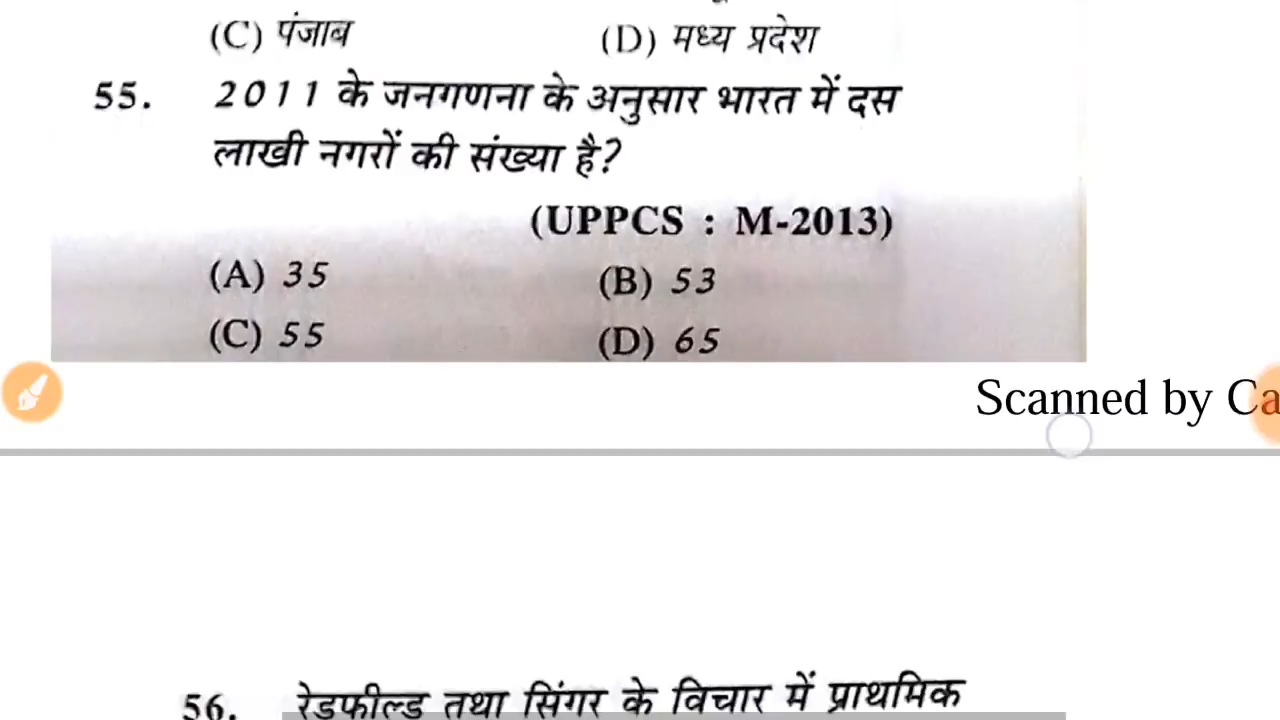 (C) पंजाब (D) मध्य प्रदेश
55. 2011 के जनगणना के अनुसार भारत में दस
लाखी नगरों की संख्या है?
(UPPCS : M-2013)
(A) 35 (B) 53
(C) 55 (D) 65
Scanned by Ca
56. रेडफील्ड तथा सिंगर के विचार में प्राथमिक